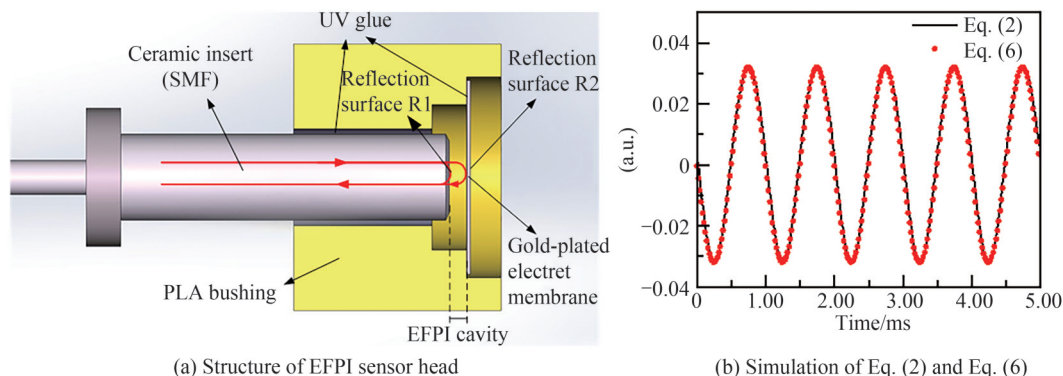 UV glue
Ceramic insert
(SMF)
Reflection
surface R1
Reflection
surface R2
Gold-plated
electret
membrane
PLA bushing
EFPI cavity
(a) Structure of EFPI sensor head
Eq. (2)
Eq. (6)
0.04
0.02
0
−0.02
−0.04
(a.u.)
0
1.00
2.00
3.00
4.00
5.00
Time/ms
(b) Simulation of Eq. (2) and Eq. (6)